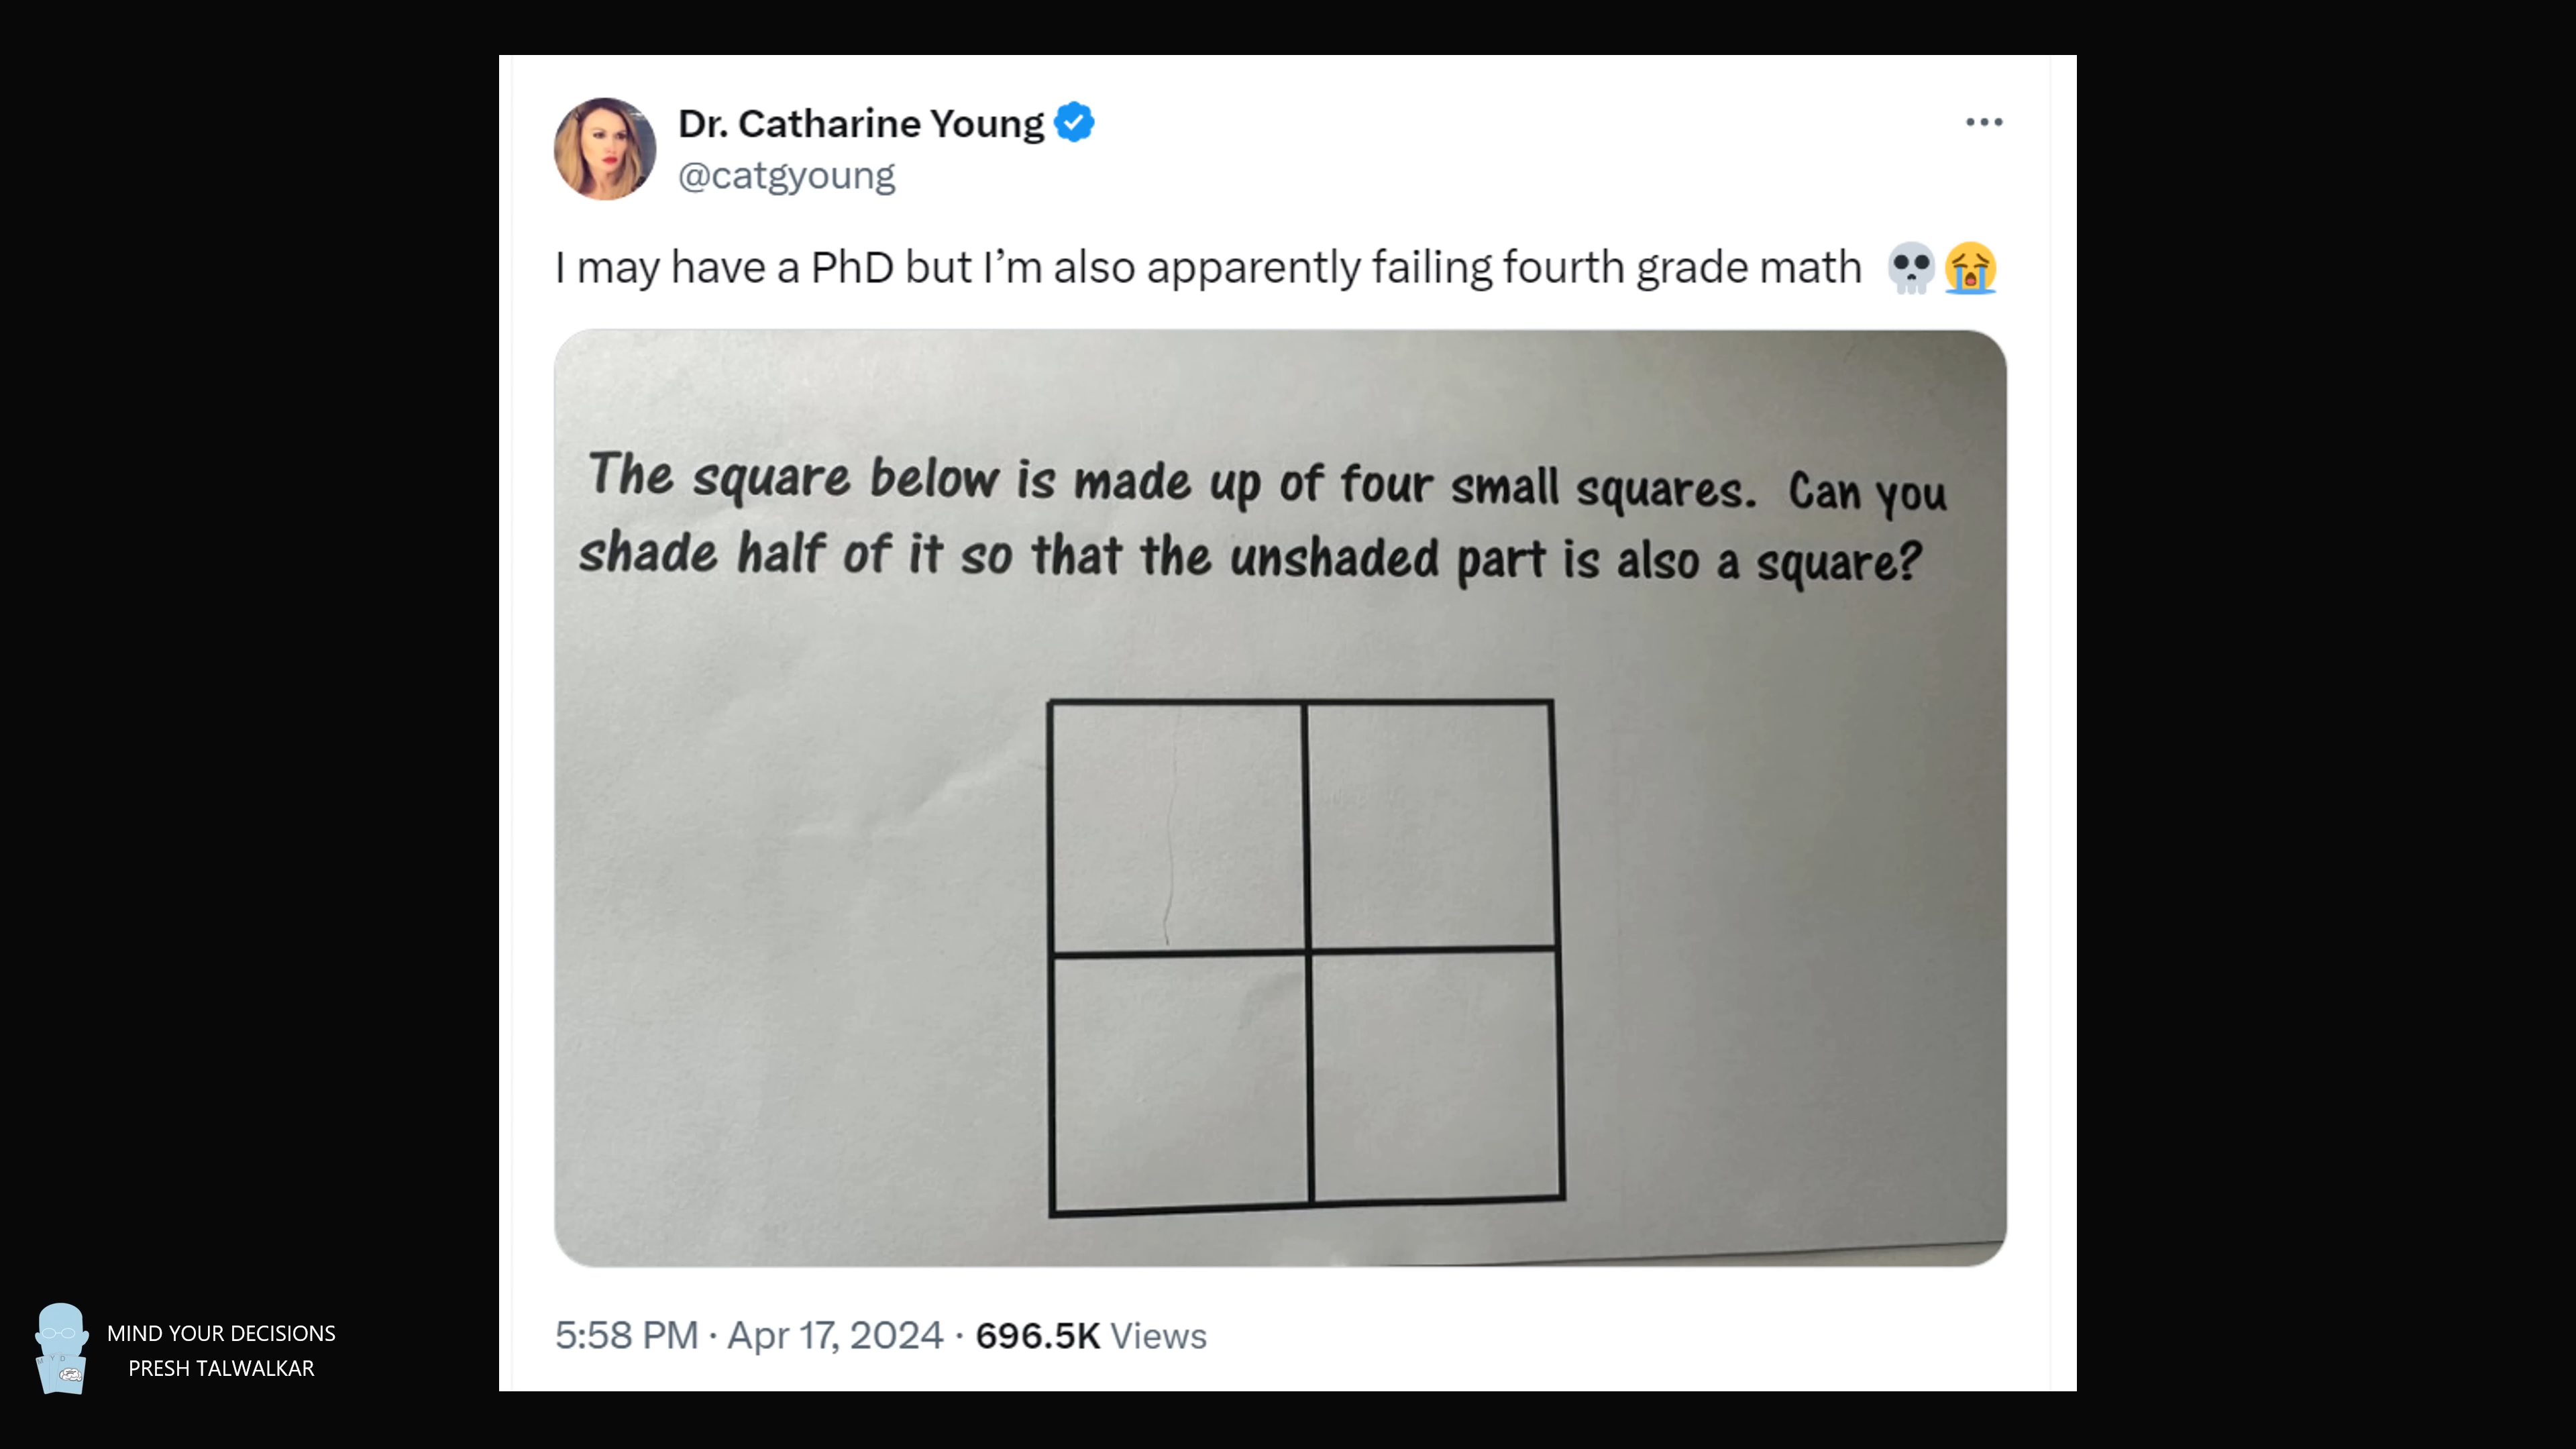 Dr. Catharine Young
@catgyoung
I may have a PhD but I’m also apparently failing fourth grade math 💀😭
The square below is made up of four small squares. Can you
shade half of it so that the unshaded part is also a square?
5:58 PM · Apr 17, 2024 · 696.5K Views
MIND YOUR DECISIONS
PRESH TALWALKAR